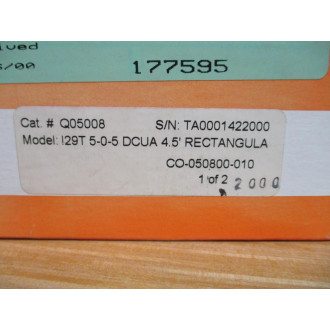 ived
/00
177595
Cat. # Q05008 S/N: TA0001422000
Model: I29T 5-0-5 DCUA 4.5' RECTANGULA
CO-050800-010
1 of 2
2000